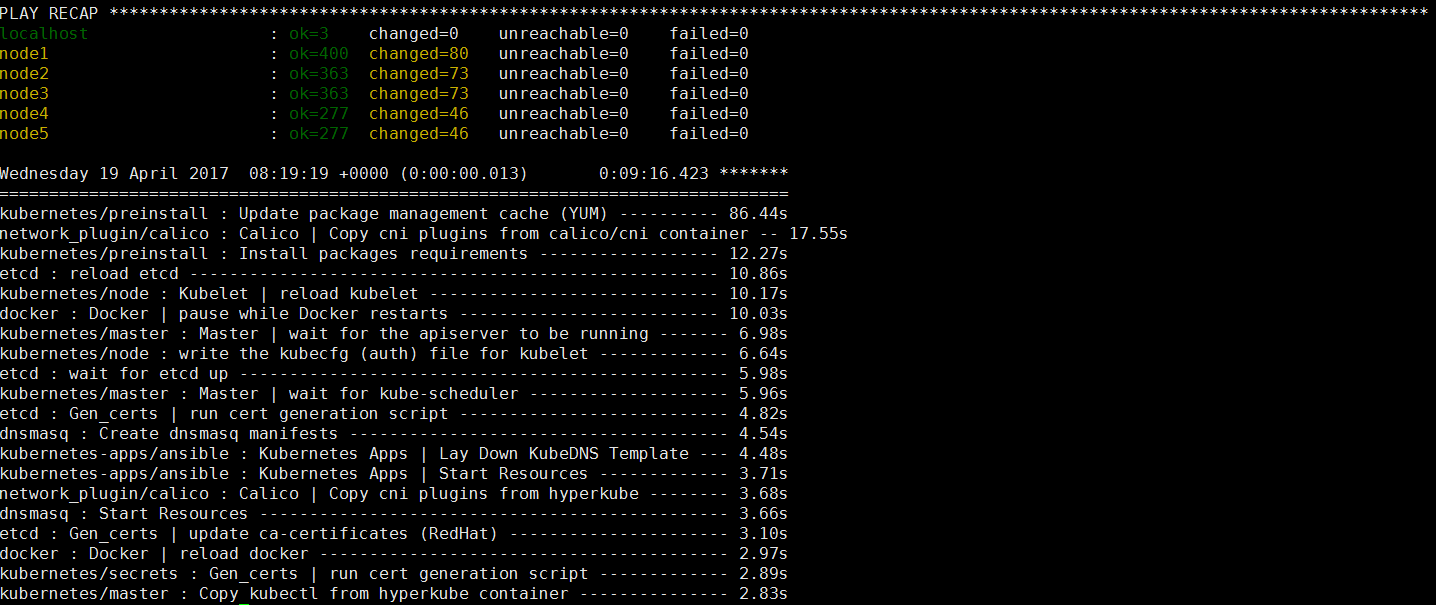 PLAY RECAP ************************************************************************************************************************************
localhost                  : ok=3    changed=0    unreachable=0    failed=0
node1                      : ok=400  changed=80   unreachable=0    failed=0
node2                      : ok=363  changed=73   unreachable=0    failed=0
node3                      : ok=363  changed=73   unreachable=0    failed=0
node4                      : ok=277  changed=46   unreachable=0    failed=0
node5                      : ok=277  changed=46   unreachable=0    failed=0
Wednesday 19 April 2017  08:19:19 +0000 (0:00:00.013)       0:09:16.423 *******
===============================================================================
kubernetes/preinstall : Update package management cache (YUM) ---------- 86.44s
network_plugin/calico : Calico | Copy cni plugins from calico/cni container -- 17.55s
kubernetes/preinstall : Install packages requirements ------------------ 12.27s
etcd : reload etcd ----------------------------------------------------- 10.86s
kubernetes/node : Kubelet | reload kubelet ----------------------------- 10.17s
docker : Docker | pause while Docker restarts -------------------------- 10.03s
kubernetes/master : Master | wait for the apiserver to be running ------- 6.98s
kubernetes/node : write the kubecfg (auth) file for kubelet ------------- 6.64s
etcd : wait for etcd up ------------------------------------------------- 5.98s
kubernetes/master : Master | wait for kube-scheduler -------------------- 5.96s
etcd : Gen_certs | run cert generation script --------------------------- 4.82s
dnsmasq : Create dnsmasq manifests -------------------------------------- 4.54s
kubernetes-apps/ansible : Kubernetes Apps | Lay Down KubeDNS Template --- 4.48s
kubernetes-apps/ansible : Kubernetes Apps | Start Resources ------------- 3.71s
network_plugin/calico : Calico | Copy cni plugins from hyperkube -------- 3.68s
dnsmasq : Start Resources ----------------------------------------------- 3.66s
etcd : Gen_certs | update ca-certificates (RedHat) ---------------------- 3.10s
docker : Docker | reload docker ----------------------------------------- 2.97s
kubernetes/secrets : Gen_certs | run cert generation script ------------- 2.89s
kubernetes/master : Copy kubectl from hyperkube container --------------- 2.83s